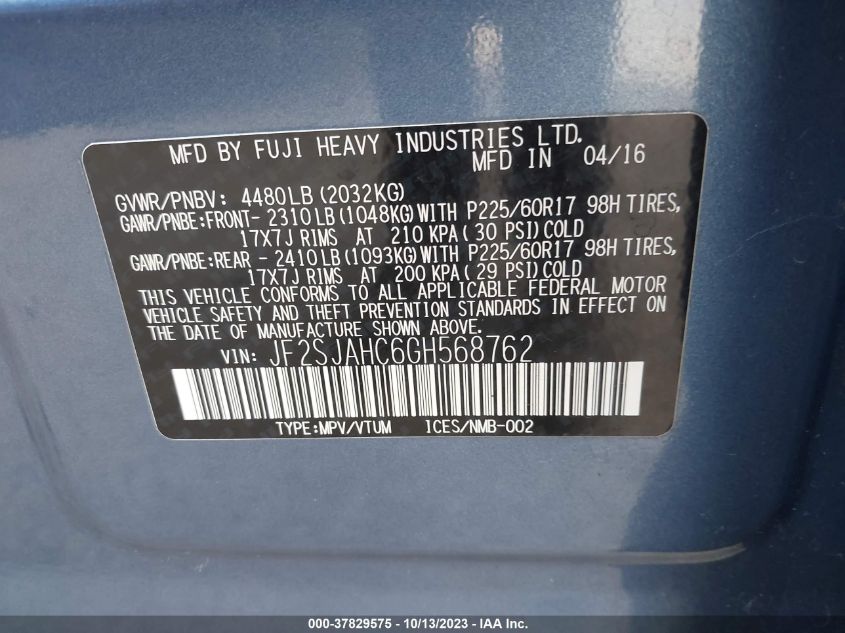 MFD BY FUJI HEAVY INDUSTRIES LTD.
MFD IN 04/16
GVWR/PNBV: 4480LB (2032KG)
GAWR/PNBE:FRONT- 2310LB (1048KG) WITH P225/60R17 98H TIRES,
17X7J RIMS AT 210 KPA ( 30 PSI) COLD
GAWR/PNBE:REAR - 2410LB (1093KG) WITH P225/60R17 98H TIRES,
17X7J RIMS AT 200 KPA ( 29 PSI) COLD
THIS VEHICLE CONFORMS TO ALL APPLICABLE FEDERAL MOTOR
VEHICLE SAFETY AND THEFT PREVENTION STANDARDS IN EFFECT ON
THE DATE OF MANUFACTURE SHOWN ABOVE.
VIN: JF2SJAHC6GH568762
TYPE:MPV/VTUM ICES/NMB-002
000-37829575 - 10/13/2023 - IAA Inc.